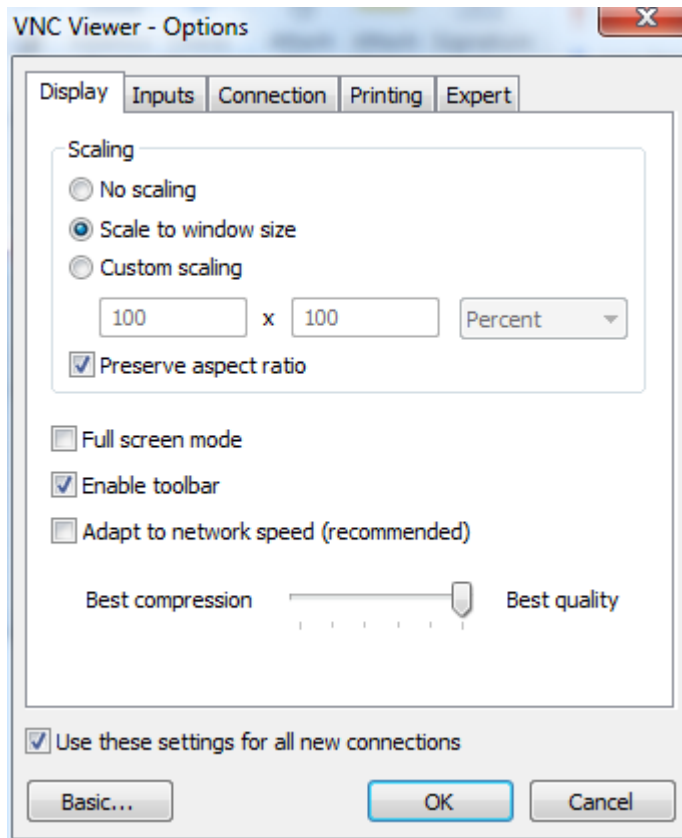 VNC Viewer - Options
Display Inputs Connection Printing Expert
Scaling
No scaling
Scale to window size
Custom scaling
100 x 100 Percent
Preserve aspect ratio
Full screen mode
Enable toolbar
Adapt to network speed (recommended)
Best compression Best quality
Use these settings for all new connections
Basic... OK Cancel